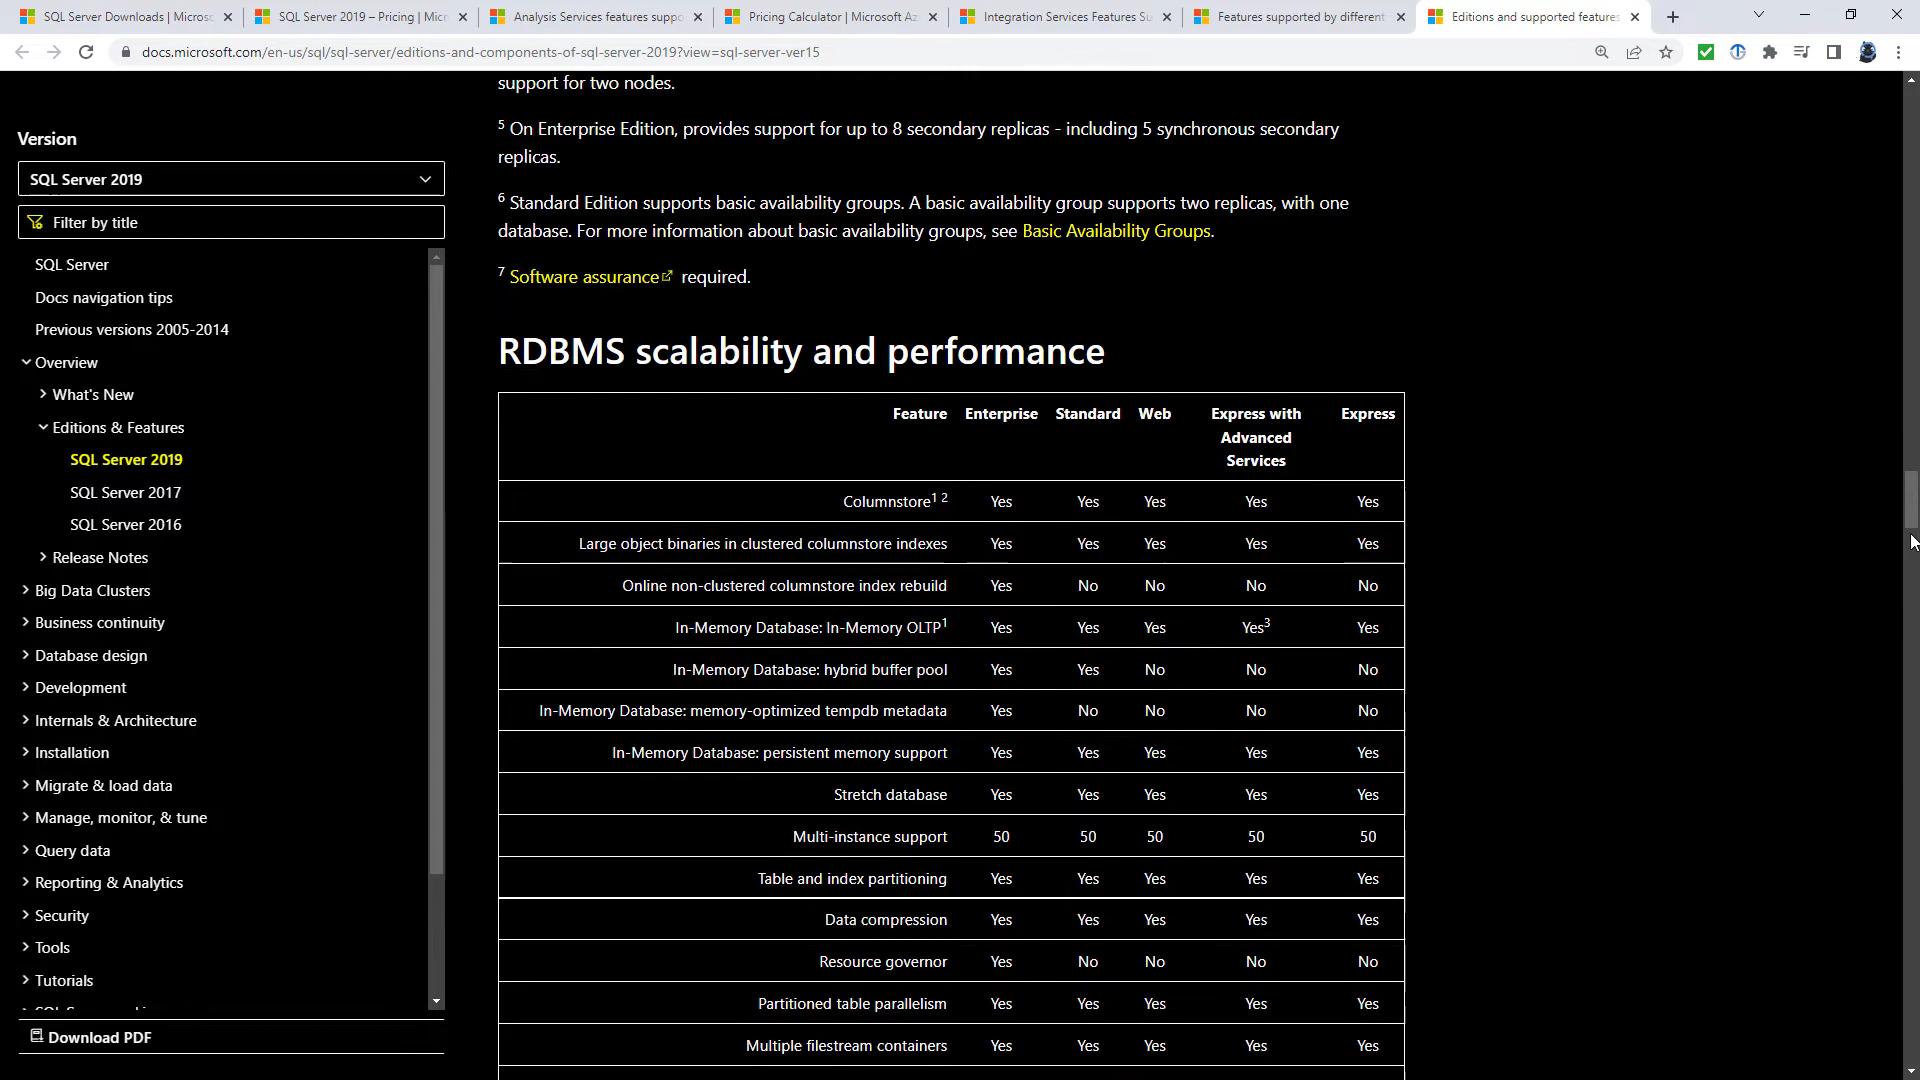 SQL Server Downloads | Micros
SQL Server 2019 – Pricing | Micr
Analysis Services features suppo
Pricing Calculator | Microsoft Az
Integration Services Features Su
Features supported by different
Editions and supported features
docs.microsoft.com/en-us/sql/sql-server/editions-and-components-of-sql-server-2019?view=sql-server-ver15
Version
SQL Server 2019
Filter by title
SQL Server
Docs navigation tips
Previous versions 2005-2014
Overview
What's New
Editions & Features
SQL Server 2019
SQL Server 2017
SQL Server 2016
Release Notes
Big Data Clusters
Business continuity
Database design
Development
Internals & Architecture
Installation
Migrate & load data
Manage, monitor, & tune
Query data
Reporting & Analytics
Security
Tools
Tutorials
Download PDF
support for two nodes.
5 On Enterprise Edition, provides support for up to 8 secondary replicas - including 5 synchronous secondary
replicas.
6 Standard Edition supports basic availability groups. A basic availability group supports two replicas, with one
database. For more information about basic availability groups, see Basic Availability Groups.
7 Software assurance required.
RDBMS scalability and performance
Feature Enterprise Standard Web Express with Advanced Services Express
Columnstore1 2 Yes Yes Yes Yes Yes
Large object binaries in clustered columnstore indexes Yes Yes Yes Yes Yes
Online non-clustered columnstore index rebuild Yes No No No No
In-Memory Database: In-Memory OLTP1 Yes Yes Yes Yes3 Yes
In-Memory Database: hybrid buffer pool Yes Yes No No No
In-Memory Database: memory-optimized tempdb metadata Yes No No No No
In-Memory Database: persistent memory support Yes Yes Yes Yes Yes
Stretch database Yes Yes Yes Yes Yes
Multi-instance support 50 50 50 50 50
Table and index partitioning Yes Yes Yes Yes Yes
Data compression Yes Yes Yes Yes Yes
Resource governor Yes No No No No
Partitioned table parallelism Yes Yes Yes Yes Yes
Multiple filestream containers Yes Yes Yes Yes Yes